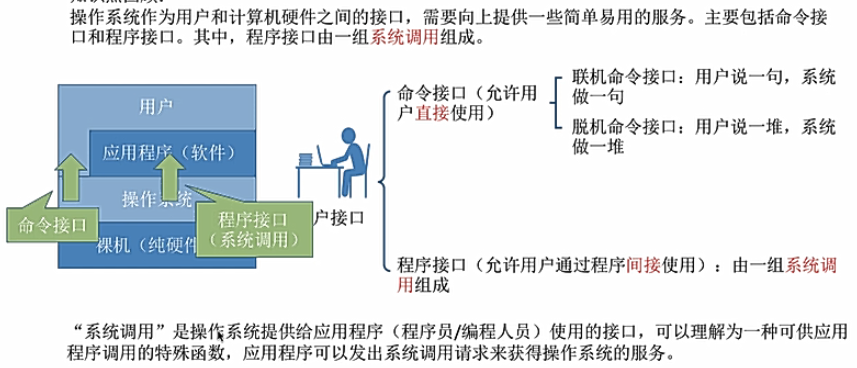 操作系统作为用户和计算机硬件之间的接口，需要向上提供一些简单易用的服务。主要包括命令接
口和程序接口。其中，程序接口由一组系统调用组成。
用户
应用程序（软件）
操作系统
裸机（纯硬件
命令接口
程序接口
（系统调用）
户接口
命令接口（允许用
户直接使用）
联机命令接口：用户说一句，系统
做一句
脱机命令接口：用户说一堆，系统
做一堆
程序接口（允许用户通过程序间接使用）：由一组系统调
用组成
“系统调用”是操作系统提供给应用程序（程序员/编程人员）使用的接口，可以理解为一种可供应用
程序调用的特殊函数，应用程序可以发出系统调用请求来获得操作系统的服务。